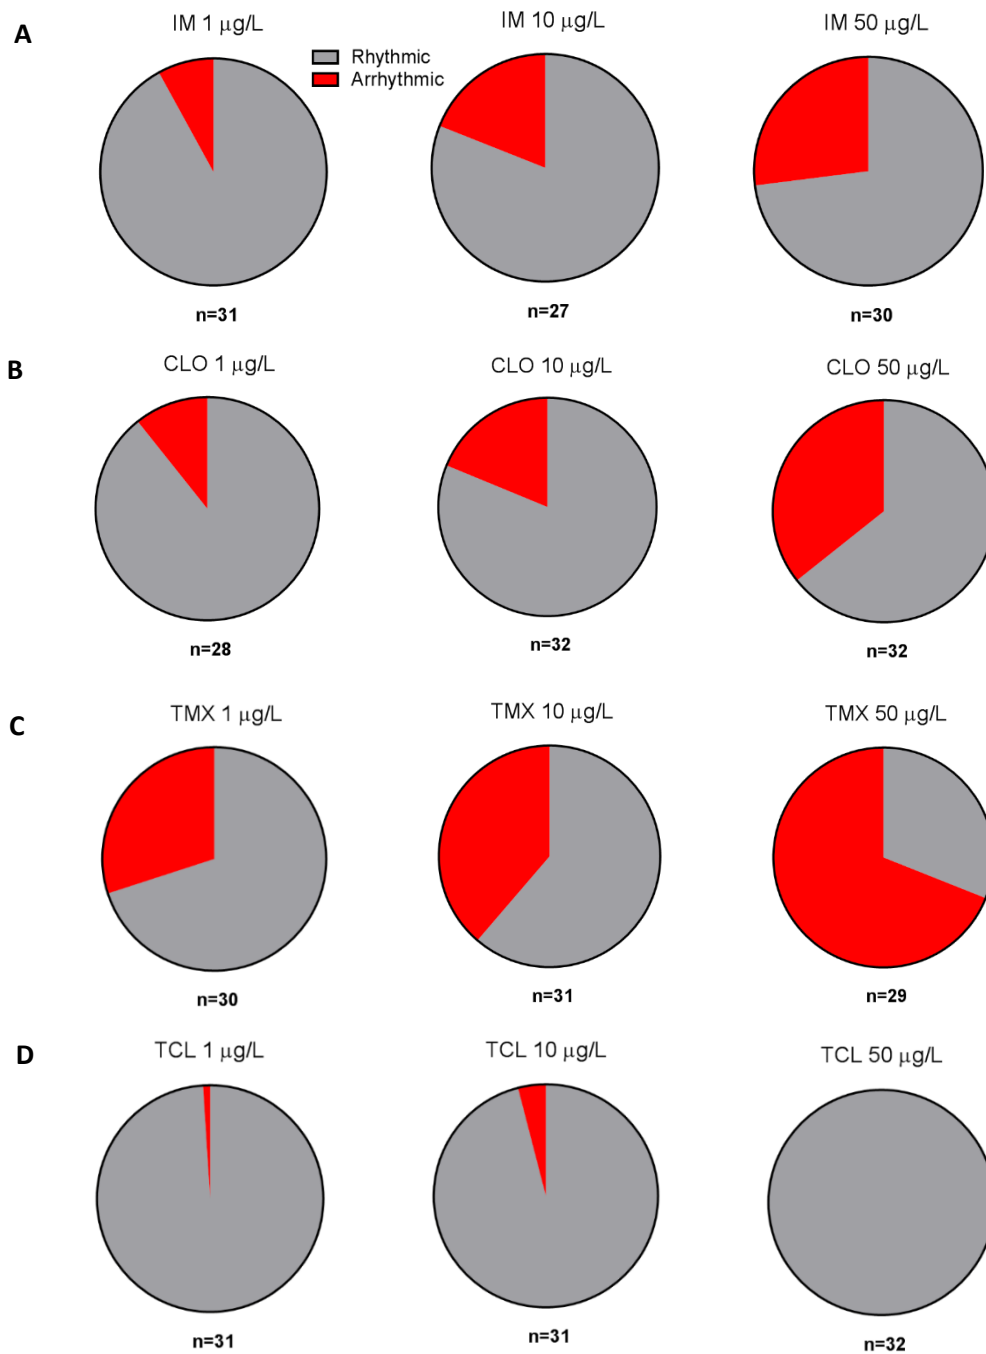 A
IM 1 μg/L
IM 10 μg/L
IM 50 μg/L
Rhythmic
Arrhythmic
n=31
n=27
n=30
B
CLO 1 μg/L
CLO 10 μg/L
CLO 50 μg/L
n=28
n=32
n=32
C
TMX 1 μg/L
TMX 10 μg/L
TMX 50 μg/L
n=30
n=31
n=29
D
TCL 1 μg/L
TCL 10 μg/L
TCL 50 μg/L
n=31
n=31
n=32